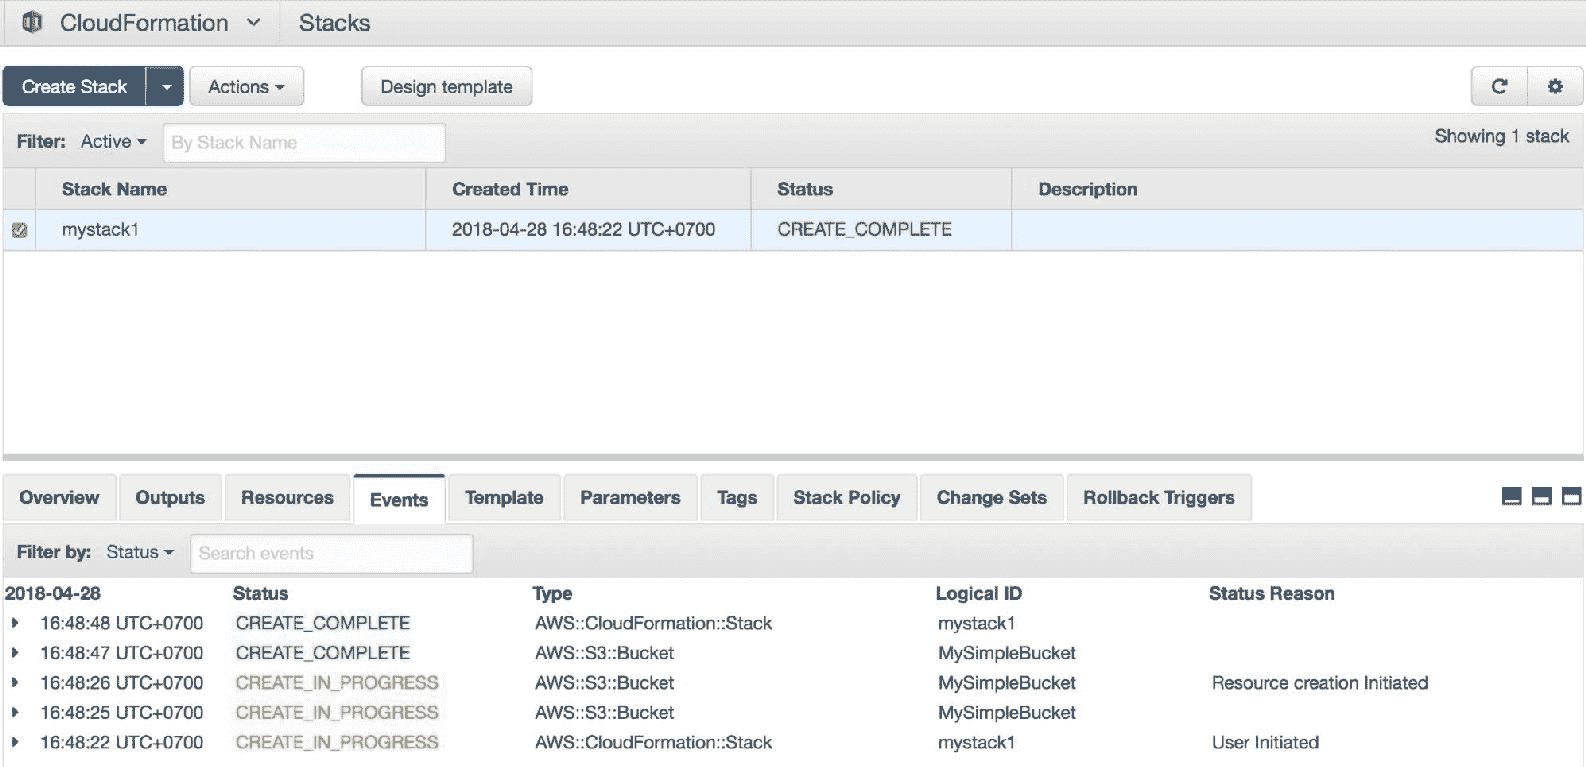 CloudFormation Stacks
Create Stack Actions Design template
Filter: Active By Stack Name Showing 1 stack
Stack Name Created Time Status Description
mystack1 2018-04-28 16:48:22 UTC+0700 CREATE_COMPLETE
Overview Outputs Resources Events Template Parameters Tags Stack Policy Change Sets Rollback Triggers
Filter by: Status Search events
2018-04-28 Status Type Logical ID Status Reason
16:48:48 UTC+0700 CREATE_COMPLETE AWS::CloudFormation::Stack mystack1
16:48:47 UTC+0700 CREATE_COMPLETE AWS::S3::Bucket MySimpleBucket
16:48:26 UTC+0700 CREATE_IN_PROGRESS AWS::S3::Bucket MySimpleBucket Resource creation Initiated
16:48:25 UTC+0700 CREATE_IN_PROGRESS AWS::S3::Bucket MySimpleBucket
16:48:22 UTC+0700 CREATE_IN_PROGRESS AWS::CloudFormation::Stack mystack1 User Initiated